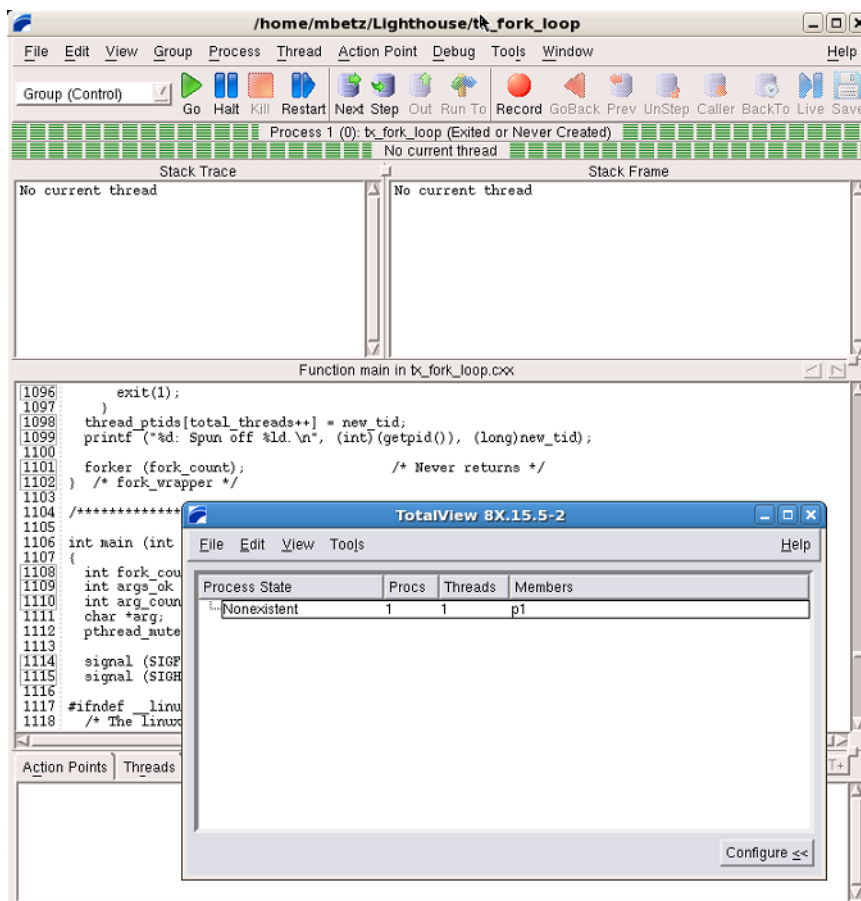 /home/mbetz/Lighthouse/tx_fork_loop
File Edit View Group Process Thread Action Point Debug Tools Window Help
Group (Control) Go Halt Kill Restart Next Step Out Run To Record GoBack Prev UnStep Caller BackTo Live Save
Process 1 (0): tx_fork_loop (Exited or Never Created)
No current thread
Stack Trace Stack Frame
No current thread No current thread
Function main in tx_fork_loop.cxx
1096 exit(1);
1097 }
1098 thread_ptids[total_threads++] = new_tid;
1099 printf ("%d: Spun off %ld.\n", (int)(getpid()), (long)new_tid);
1100
1101 forker (fork_count); /* Never returns */
1102 } /* fork_wrapper */
1103
1104 /**************
1105
1106 int main (int
1107 {
1108 int fork_cou
1109 int args_ok
1110 int arg_coun
1111 char *arg;
1112 pthread_mute
1113
1114 signal (SIGF
1115 signal (SIGH
1116
1117 #ifndef __linu
1118 /* The linux
Action Points Threads T+
TotalView 8X.15.5-2
File Edit View Tools Help
Process State Procs Threads Members
Nonexistent 1 1 p1
Configure <<